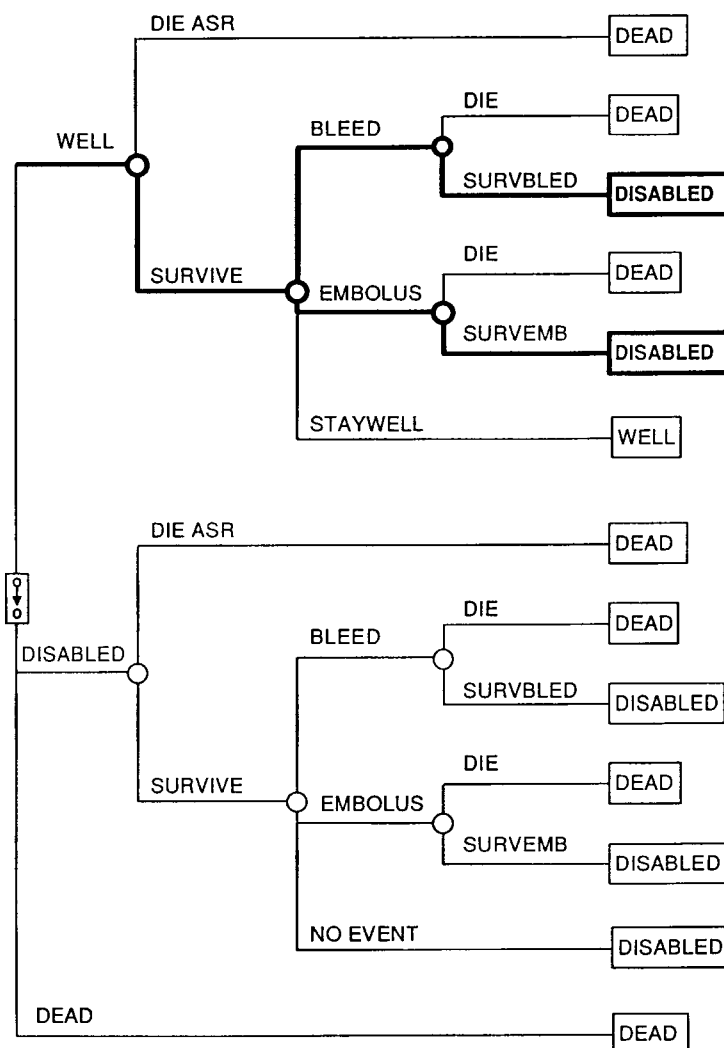 DIE ASR
DEAD
DIE
DEAD
BLEED
WELL
SURVBLED
DISABLED
DIE
DEAD
SURVIVE
EMBOLUS
SURVEMB
DISABLED
STAYWELL
WELL
DIE ASR
DEAD
DIE
DEAD
BLEED
DISABLED
SURVBLED
DISABLED
DIE
DEAD
SURVIVE
EMBOLUS
SURVEMB
DISABLED
NO EVENT
DISABLED
DEAD
DEAD